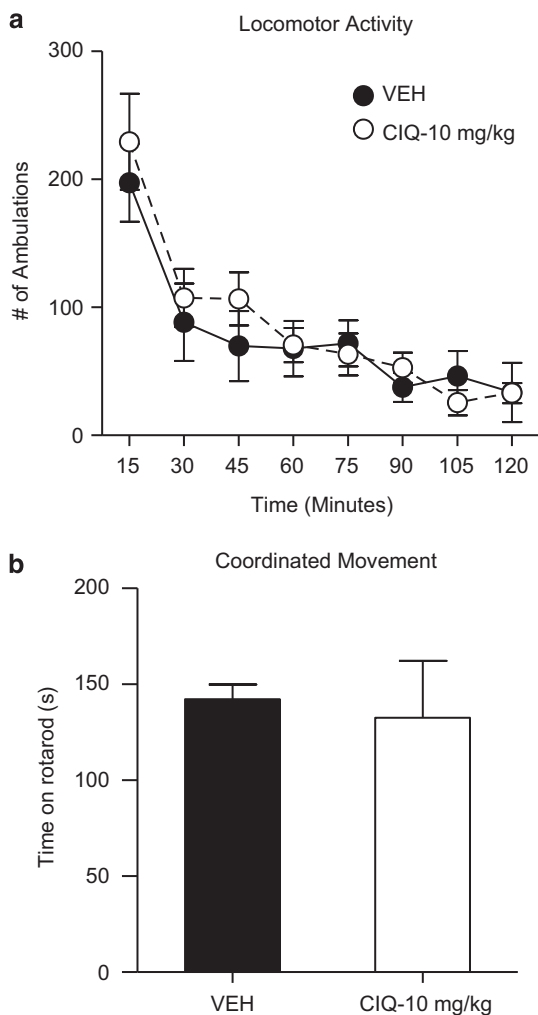 a
Locomotor Activity
300
200
100
0
# of Ambulations
VEH
CIQ-10 mg/kg
15 30 45 60 75 90 105 120
Time (Minutes)
b
Coordinated Movement
200
150
100
50
0
Time on rotarod (s)
VEH CIQ-10 mg/kg